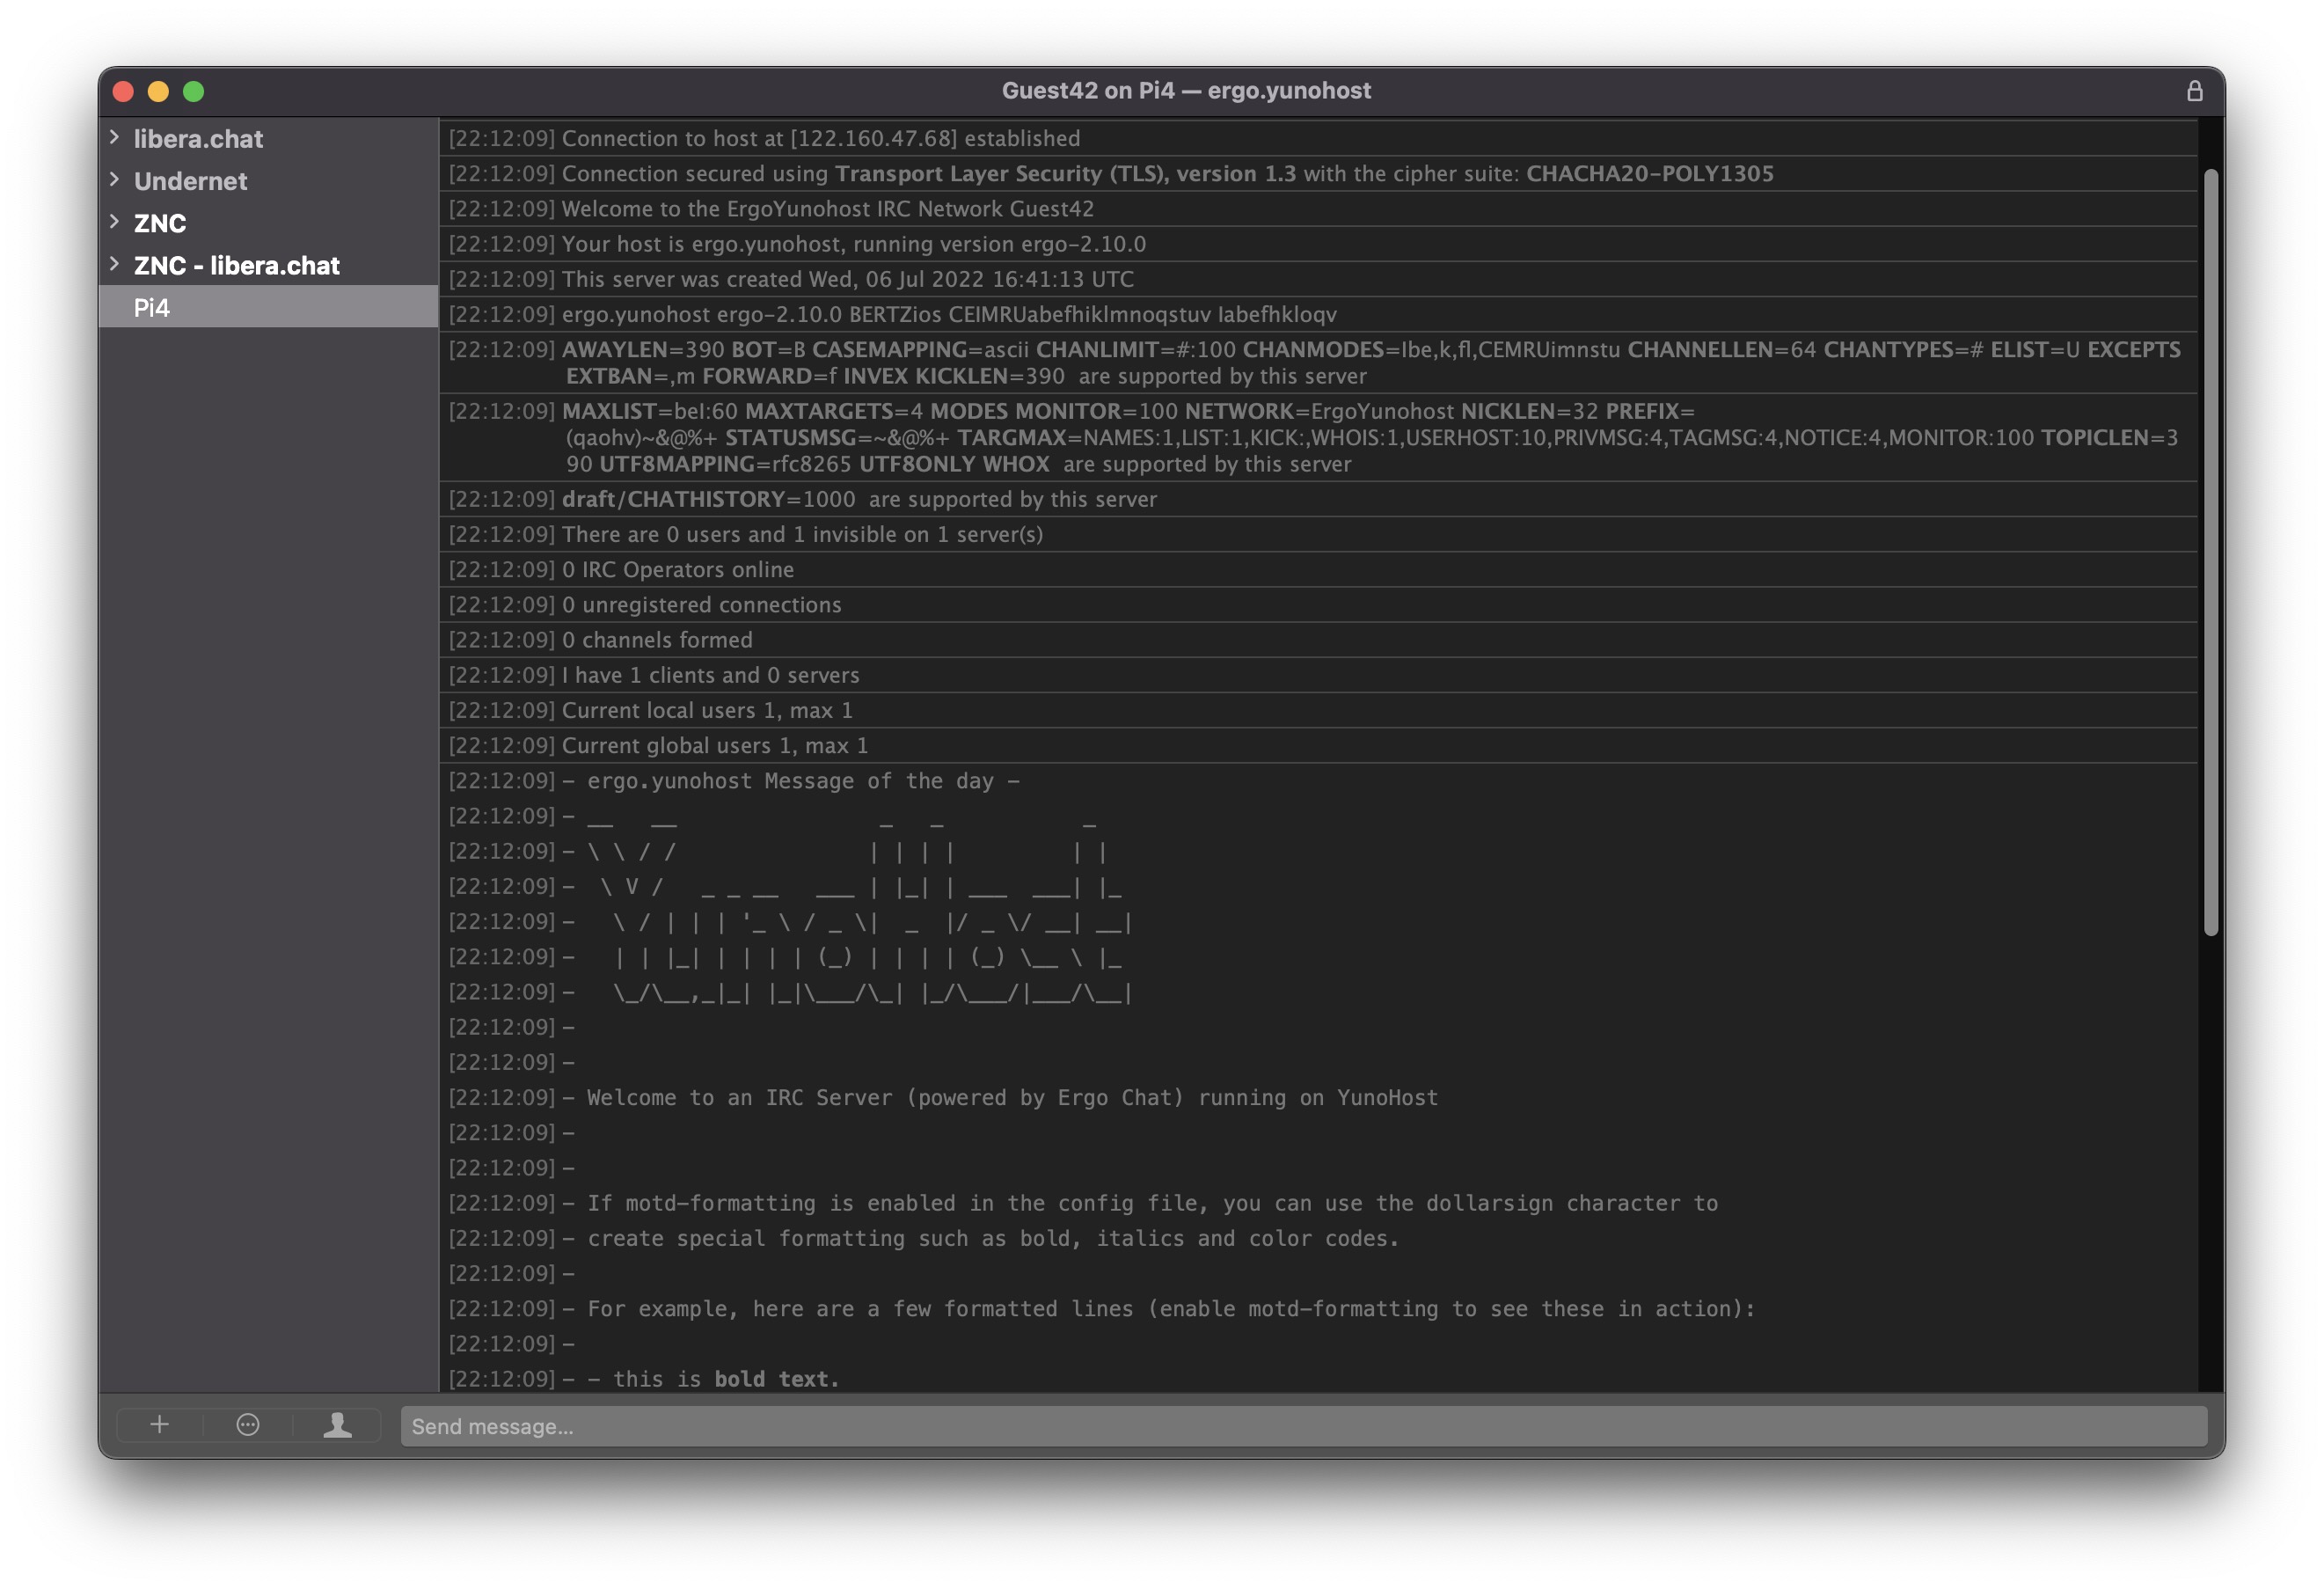 Guest42 on Pi4 — ergo.yunohost
libera.chat
Undernet
ZNC
ZNC - libera.chat
Pi4
[22:12:09] Connection to host at [122.160.47.68] established
[22:12:09] Connection secured using Transport Layer Security (TLS), version 1.3 with the cipher suite: CHACHA20-POLY1305
[22:12:09] Welcome to the ErgoYunohost IRC Network Guest42
[22:12:09] Your host is ergo.yunohost, running version ergo-2.10.0
[22:12:09] This server was created Wed, 06 Jul 2022 16:41:13 UTC
[22:12:09] ergo.yunohost ergo-2.10.0 BERTZios CEIMRUabefhiklmnoqstuv Iabefhkloqv
[22:12:09] AWAYLEN=390 BOT=B CASEMAPPING=ascii CHANLIMIT=#:100 CHANMODES=Ibe,k,fl,CEMRUimnstu CHANNELLEN=64 CHANTYPES=# ELIST=U EXCEPTS
EXTBAN=,m FORWARD=f INVEX KICKLEN=390  are supported by this server
[22:12:09] MAXLIST=beI:60 MAXTARGETS=4 MODES MONITOR=100 NETWORK=ErgoYunohost NICKLEN=32 PREFIX=
(qaohv)~&@%+ STATUSMSG=~&@%+ TARGMAX=NAMES:1,LIST:1,KICK:,WHOIS:1,USERHOST:10,PRIVMSG:4,TAGMSG:4,NOTICE:4,MONITOR:100 TOPICLEN=3
90 UTF8MAPPING=rfc8265 UTF8ONLY WHOX  are supported by this server
[22:12:09] draft/CHATHISTORY=1000  are supported by this server
[22:12:09] There are 0 users and 1 invisible on 1 server(s)
[22:12:09] 0 IRC Operators online
[22:12:09] 0 unregistered connections
[22:12:09] 0 channels formed
[22:12:09] I have 1 clients and 0 servers
[22:12:09] Current local users 1, max 1
[22:12:09] Current global users 1, max 1
[22:12:09] - ergo.yunohost Message of the day -
[22:12:09] - __   __                _   _           _
[22:12:09] - \ \ / /               | | | |         | |
[22:12:09] -  \ V /   _ _ __   ___ | |_| | ___  ___| |_
[22:12:09] -   \ / | | | '_ \ / _ \|  _  |/ _ \/ __| __|
[22:12:09] -   | | |_| | | | | (_) | | | | (_) \__ \ |_
[22:12:09] -   \_/\__,_|_| |_|\___/\_| |_/\___/|___/\__|
[22:12:09] -
[22:12:09] -
[22:12:09] - Welcome to an IRC Server (powered by Ergo Chat) running on YunoHost
[22:12:09] -
[22:12:09] -
[22:12:09] - If motd-formatting is enabled in the config file, you can use the dollarsign character to
[22:12:09] - create special formatting such as bold, italics and color codes.
[22:12:09] -
[22:12:09] - For example, here are a few formatted lines (enable motd-formatting to see these in action):
[22:12:09] -
[22:12:09] - - this is bold text.
Send message...